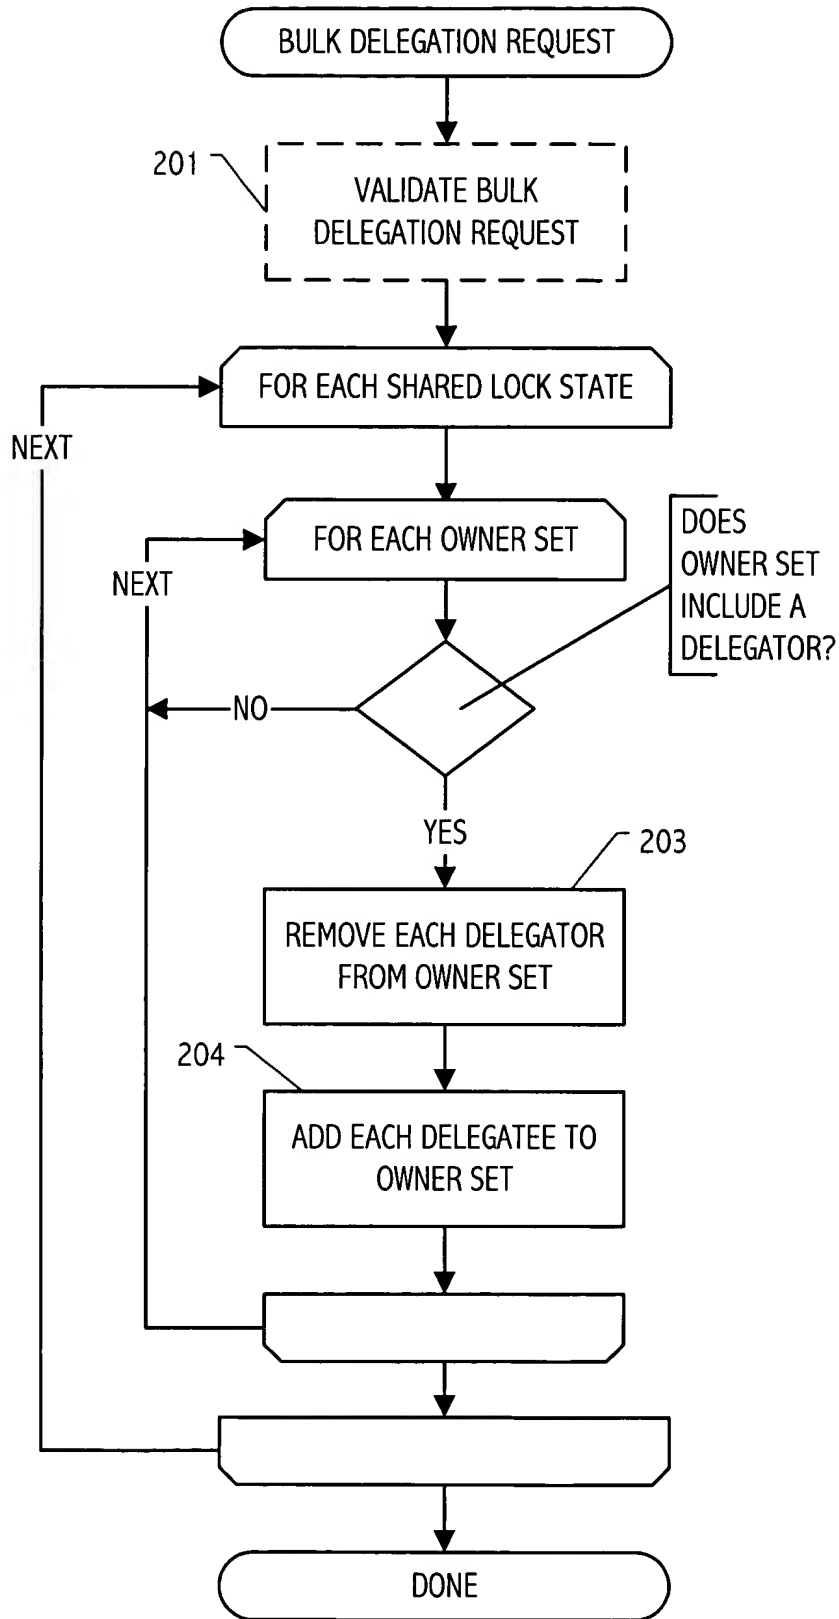 BULK DELEGATION REQUEST
201
VALIDATE BULK
DELEGATION REQUEST
FOR EACH SHARED LOCK STATE
NEXT
FOR EACH OWNER SET
NEXT
DOES
OWNER SET
INCLUDE A
DELEGATOR?
NO
YES
203
REMOVE EACH DELEGATOR
FROM OWNER SET
204
ADD EACH DELEGATEE TO
OWNER SET
DONE